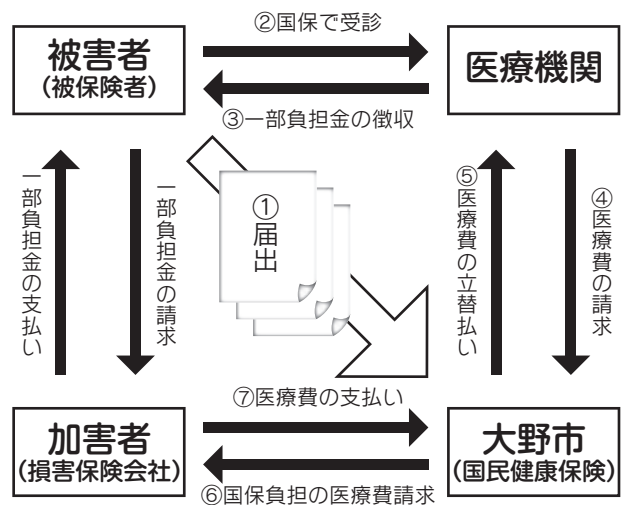 ②国保で受診
被害者
(被保険者)
医療機関
③一部負担金の徴収
一部負担金の支払い
一部負担金の請求
①届出
⑤医療費の立替払い
④医療費の請求
⑦医療費の支払い
加害者
(損害保険会社)
大野市
(国民健康保険)
⑥国保負担の医療費請求